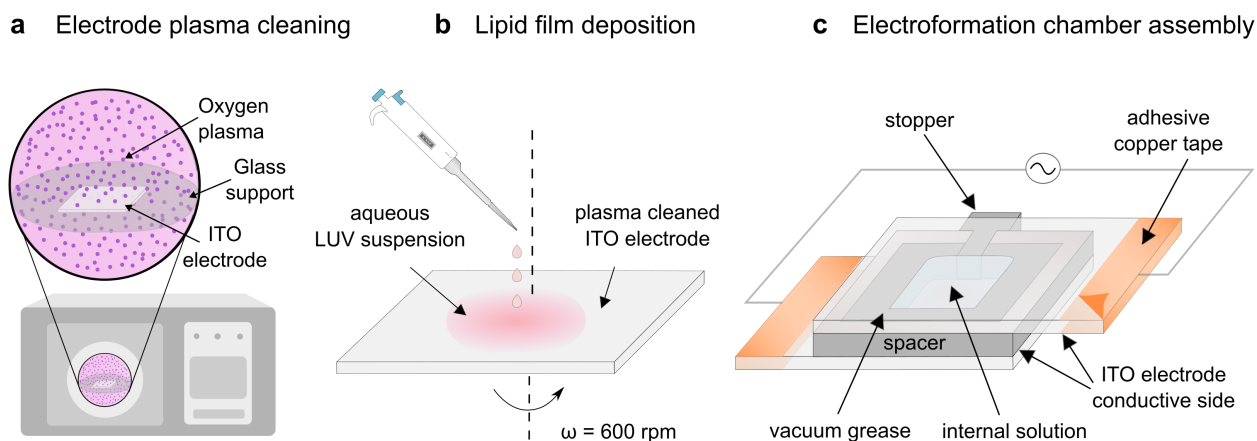 a Electrode plasma cleaning
Oxygen
plasma
Glass
support
ITO
electrode
b Lipid film deposition
aqueous
LUV suspension
plasma cleaned
ITO electrode
ω = 600 rpm
c Electroformation chamber assembly
stopper
adhesive
copper tape
spacer
ITO electrode
conductive side
vacuum grease
internal solution